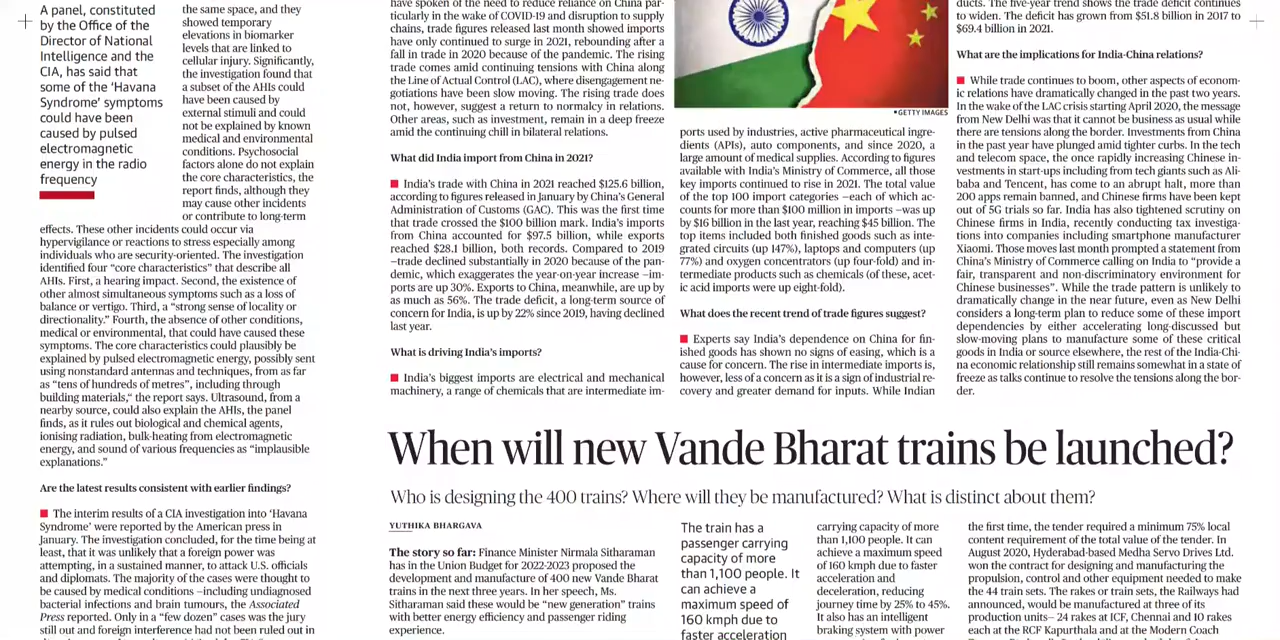 A panel, constituted
by the Office of the
Director of National
Intelligence and the
CIA, has said that
some of the ‘Havana
Syndrome’ symptoms
could have been
caused by pulsed
electromagnetic
energy in the radio
frequency
the same space, and they
showed temporary
elevations in biomarker
levels that are linked to
cellular injury. Significantly,
the investigation found that
a subset of the AHIs could
have been caused by
external stimuli and could
not be explained by known
medical and environmental
conditions. Psychosocial
factors alone do not explain
the core characteristics, the
report finds, although they
may cause other incidents
or contribute to long-term
effects. These other incidents could occur via
hypervigilance or reactions to stress especially among
individuals who are security-oriented. The investigation
identified four “core characteristics” that describe all
AHIs. First, a hearing impact. Second, the existence of
other almost simultaneous symptoms such as a loss of
balance or vertigo. Third, a “strong sense of locality or
directionality.” Fourth, the absence of other conditions,
medical or environmental, that could have caused these
symptoms. The core characteristics could plausibly be
explained by pulsed electromagnetic energy, possibly sent
using nonstandard antennas and techniques, from as far
as “tens of hundreds of metres”, including through
building materials,“ the report says. Ultrasound, from a
nearby source, could also explain the AHIs, the panel
finds, as it rules out biological and chemical agents,
ionising radiation, bulk-heating from electromagnetic
energy, and sound of various frequencies as “implausible
explanations.”
Are the latest results consistent with earlier findings?
■ The interim results of a CIA investigation into ‘Havana
Syndrome’ were reported by the American press in
January. The investigation concluded, for the time being at
least, that it was unlikely that a foreign power was
attempting, in a sustained manner, to attack U.S. officials
and diplomats. The majority of the cases were thought to
be caused by medical conditions —including undiagnosed
bacterial infections and brain tumours, the Associated
Press reported. Only in a “few dozen” cases was the jury
still out and foreign interference had not been ruled out in
have spoken of the need to reduce reliance on China par-
ticularly in the wake of COVID-19 and disruption to supply
chains, trade figures released last month showed imports
have only continued to surge in 2021, rebounding after a
fall in trade in 2020 because of the pandemic. The rising
trade comes amid continuing tensions with China along
the Line of Actual Control (LAC), where disengagement ne-
gotiations have been slow moving. The rising trade does
not, however, suggest a return to normalcy in relations.
Other areas, such as investment, remain in a deep freeze
amid the continuing chill in bilateral relations.
What did India import from China in 2021?
■ India’s trade with China in 2021 reached $125.6 billion,
according to figures released in January by China’s General
Administration of Customs (GAC). This was the first time
that trade crossed the $100 billion mark. India’s imports
from China accounted for $97.5 billion, while exports
reached $28.1 billion, both records. Compared to 2019
—trade declined substantially in 2020 because of the pan-
demic, which exaggerates the year-on-year increase —im-
ports are up 30%. Exports to China, meanwhile, are up by
as much as 56%. The trade deficit, a long-term source of
concern for India, is up by 22% since 2019, having declined
last year.
What is driving India’s imports?
■ India’s biggest imports are electrical and mechanical
machinery, a range of chemicals that are intermediate im-
■ GETTY IMAGES
ports used by industries, active pharmaceutical ingre-
dients (APIs), auto components, and since 2020, a
large amount of medical supplies. According to figures
available with India’s Ministry of Commerce, all those
key imports continued to rise in 2021. The total value
of the top 100 import categories —each of which ac-
counts for more than $100 million in imports —was up
by $16 billion in the last year, reaching $45 billion. The
top items included both finished goods such as inte-
grated circuits (up 147%), laptops and computers (up
77%) and oxygen concentrators (up four-fold) and in-
termediate products such as chemicals (of these, acet-
ic acid imports were up eight-fold).
What does the recent trend of trade figures suggest?
■ Experts say India’s dependence on China for fin-
ished goods has shown no signs of easing, which is a
cause for concern. The rise in intermediate imports is,
however, less of a concern as it is a sign of industrial re-
covery and greater demand for inputs. While Indian
ducts. The five-year trend shows the trade deficit continues
to widen. The deficit has grown from $51.8 billion in 2017 to
$69.4 billion in 2021.
What are the implications for India-China relations?
■ While trade continues to boom, other aspects of econom-
ic relations have dramatically changed in the past two years.
In the wake of the LAC crisis starting April 2020, the message
from New Delhi was that it cannot be business as usual while
there are tensions along the border. Investments from China
in the past year have plunged amid tighter curbs. In the tech
and telecom space, the once rapidly increasing Chinese in-
vestments in start-ups including from tech giants such as Ali-
baba and Tencent, has come to an abrupt halt, more than
200 apps remain banned, and Chinese firms have been kept
out of 5G trials so far. India has also tightened scrutiny on
Chinese firms in India, recently conducting tax investiga-
tions into companies including smartphone manufacturer
Xiaomi. Those moves last month prompted a statement from
China’s Ministry of Commerce calling on India to “provide a
fair, transparent and non-discriminatory environment for
Chinese businesses”. While the trade pattern is unlikely to
dramatically change in the near future, even as New Delhi
considers a long-term plan to reduce some of these import
dependencies by either accelerating long-discussed but
slow-moving plans to manufacture some of these critical
goods in India or source elsewhere, the rest of the India-Chi-
na economic relationship still remains somewhat in a state of
freeze as talks continue to resolve the tensions along the bor-
der.
When will new Vande Bharat trains be launched?
Who is designing the 400 trains? Where will they be manufactured? What is distinct about them?
YUTHIKA BHARGAVA
The story so far: Finance Minister Nirmala Sitharaman
has in the Union Budget for 2022-2023 proposed the
development and manufacture of 400 new Vande Bharat
trains in the next three years. In her speech, Ms.
Sitharaman said these would be “new generation” trains
with better energy efficiency and passenger riding
experience.
The train has a
passenger carrying
capacity of more
than 1,100 people. It
can achieve a
maximum speed of
160 kmph due to
faster acceleration
carrying capacity of more
than 1,100 people. It can
achieve a maximum speed
of 160 kmph due to faster
acceleration and
deceleration, reducing
journey time by 25% to 45%.
It also has an intelligent
braking system with power
the first time, the tender required a minimum 75% local
content requirement of the total value of the tender. In
August 2020, Hyderabad-based Medha Servo Drives Ltd.
won the contract for designing and manufacturing the
propulsion, control and other equipment needed to make
the 44 train sets. The rakes or train sets, the Railways had
announced, would be manufactured at three of its
production units— 24 rakes at ICF, Chennai and 10 rakes
each at the RCF Kapurthala and at the Modern Coach